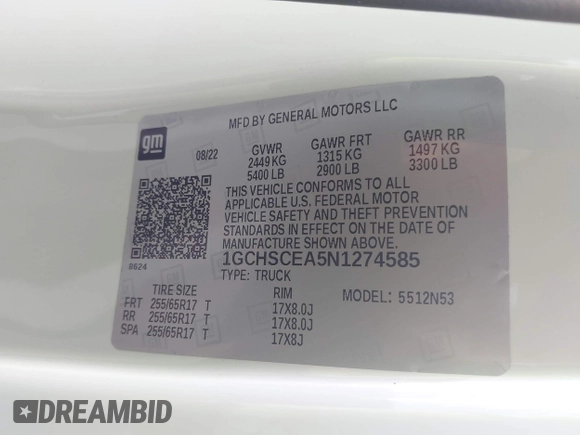 MFD BY GENERAL MOTORS LLC
gm
08/22 GVWR GAWR FRT GAWR RR
2449 KG 1315 KG 1497 KG
5400 LB 2900 LB 3300 LB
THIS VEHICLE CONFORMS TO ALL
APPLICABLE U.S. FEDERAL MOTOR
VEHICLE SAFETY AND THEFT PREVENTION
STANDARDS IN EFFECT ON THE DATE OF
MANUFACTURE SHOWN ABOVE.
8624
1GCHSCEA5N1274585
TYPE: TRUCK
TIRE SIZE RIM MODEL: 5512N53
FRT 255/65R17 T 17X8.0J
RR 255/65R17 T 17X8.0J
SPA 255/65R17 T 17X8J
DREAMBID